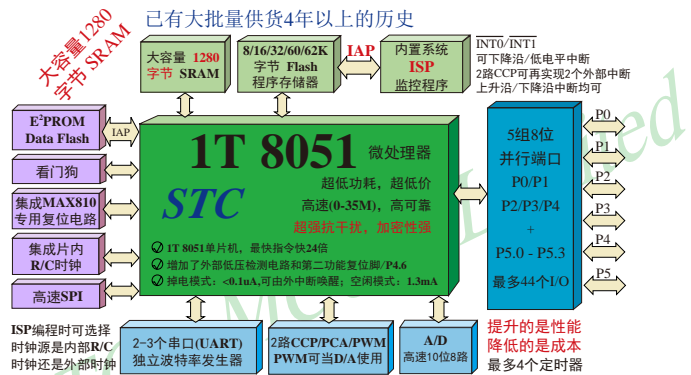 已有大批量供货4年以上的历史
大容量1280
字节 SRAM
大容量 1280
字节 SRAM
8/16/32/60/62K
字节 Flash
程序存储器
IAP
内置系统
ISP
监控程序
INT0/INT1
可下降沿/低电平中断
2路CCP可再实现2个外部中断
上升沿/下降沿中断均可
E²PROM
Data Flash
IAP
看门狗
集成MAX810
专用复位电路
集成片内
R/C时钟
高速SPI
1T 8051 微处理器
STC
超低功耗，超低价
高速(0-35M)，高可靠
超强抗干扰，加密性强
1T 8051单片机，最快指令快24倍
增加了外部低压检测电路和第二功能复位脚/P4.6
掉电模式：<0.1uA,可由外中断唤醒；空闲模式：1.3mA
5组8位
并行端口
P0/P1
P2/P3/P4
+
P5.0 - P5.3
最多44个I/O
P0
P1
P2
P3
P4
P5
ISP编程时可选择
时钟源是内部R/C
时钟还是外部时钟
2-3个串口(UART)
独立波特率发生器
2路CCP/PCA/PWM
PWM可当D/A使用
A/D
高速10位8路
提升的是性能
降低的是成本
最多4个定时器
Limited